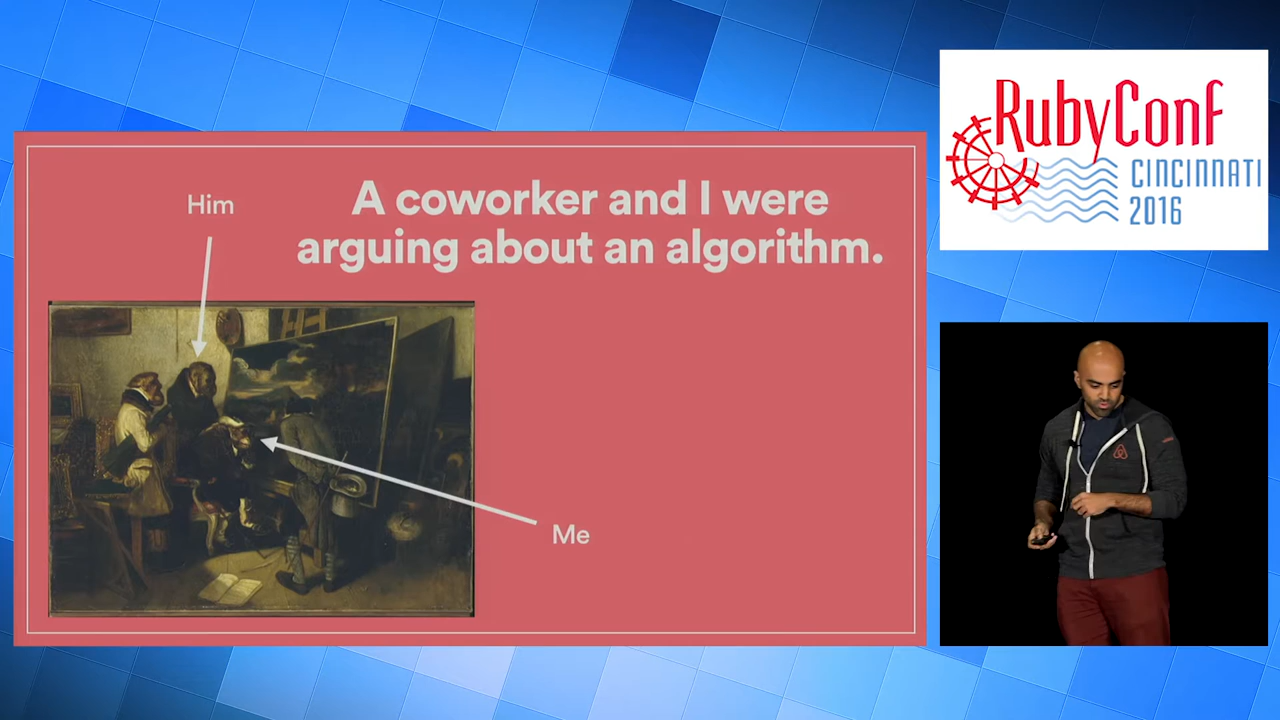 Him
A coworker and I were
arguing about an algorithm.
Me
RubyConf
CINCINNATI
2016